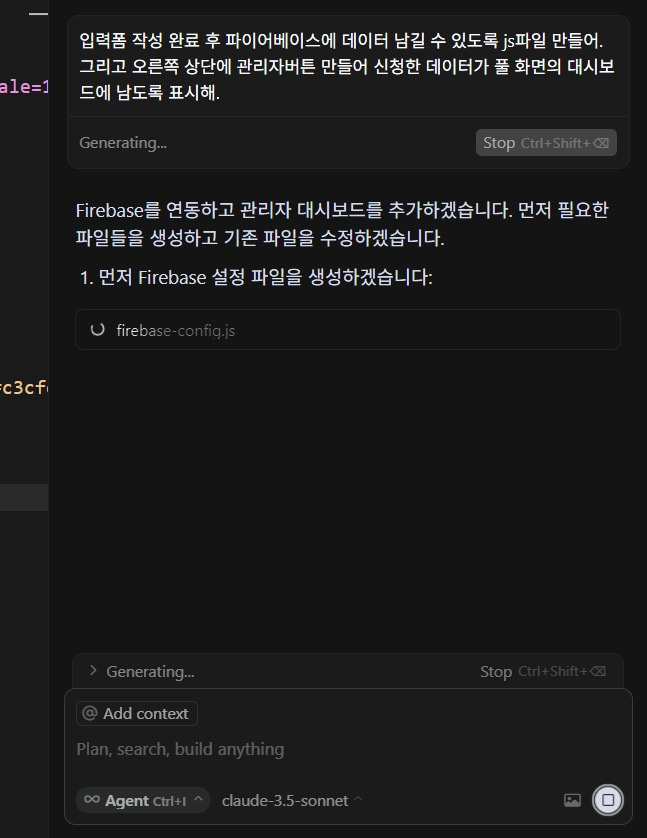 ale=1
입력폼 작성 완료 후 파이어베이스에 데이터 남길 수 있도록 js파일 만들어.
그리고 오른쪽 상단에 관리자버튼 만들어 신청한 데이터가 풀 화면의 대시보
드에 남도록 표시해.
Generating... Stop Ctrl+Shift+⌫
Firebase를 연동하고 관리자 대시보드를 추가하겠습니다. 먼저 필요한
파일들을 생성하고 기존 파일을 수정하겠습니다.
1. 먼저 Firebase 설정 파일을 생성하겠습니다:
firebase-config.js
#c3cfe
Generating... Stop Ctrl+Shift+⌫
@ Add context
Plan, search, build anything
∞ Agent Ctrl+I claude-3.5-sonnet